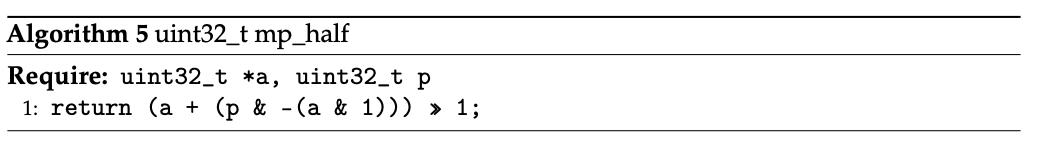 Algorithm 5 uint32_t mp_half
Require: uint32_t *a, uint32_t p
1: return (a + (p & -(a & 1))) » 1;